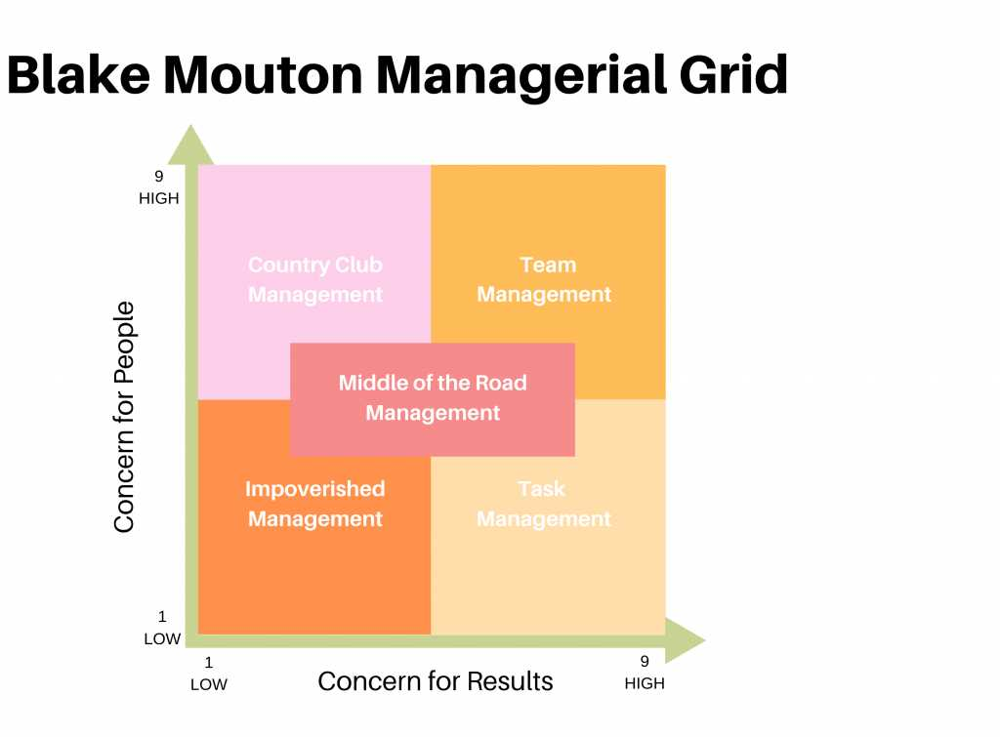 Blake Mouton Managerial Grid
9
HIGH
Concern for People
Country Club
Management
Team
Management
Middle of the Road
Management
Impoverished
Management
Task
Management
1
LOW
1
LOW
Concern for Results
9
HIGH